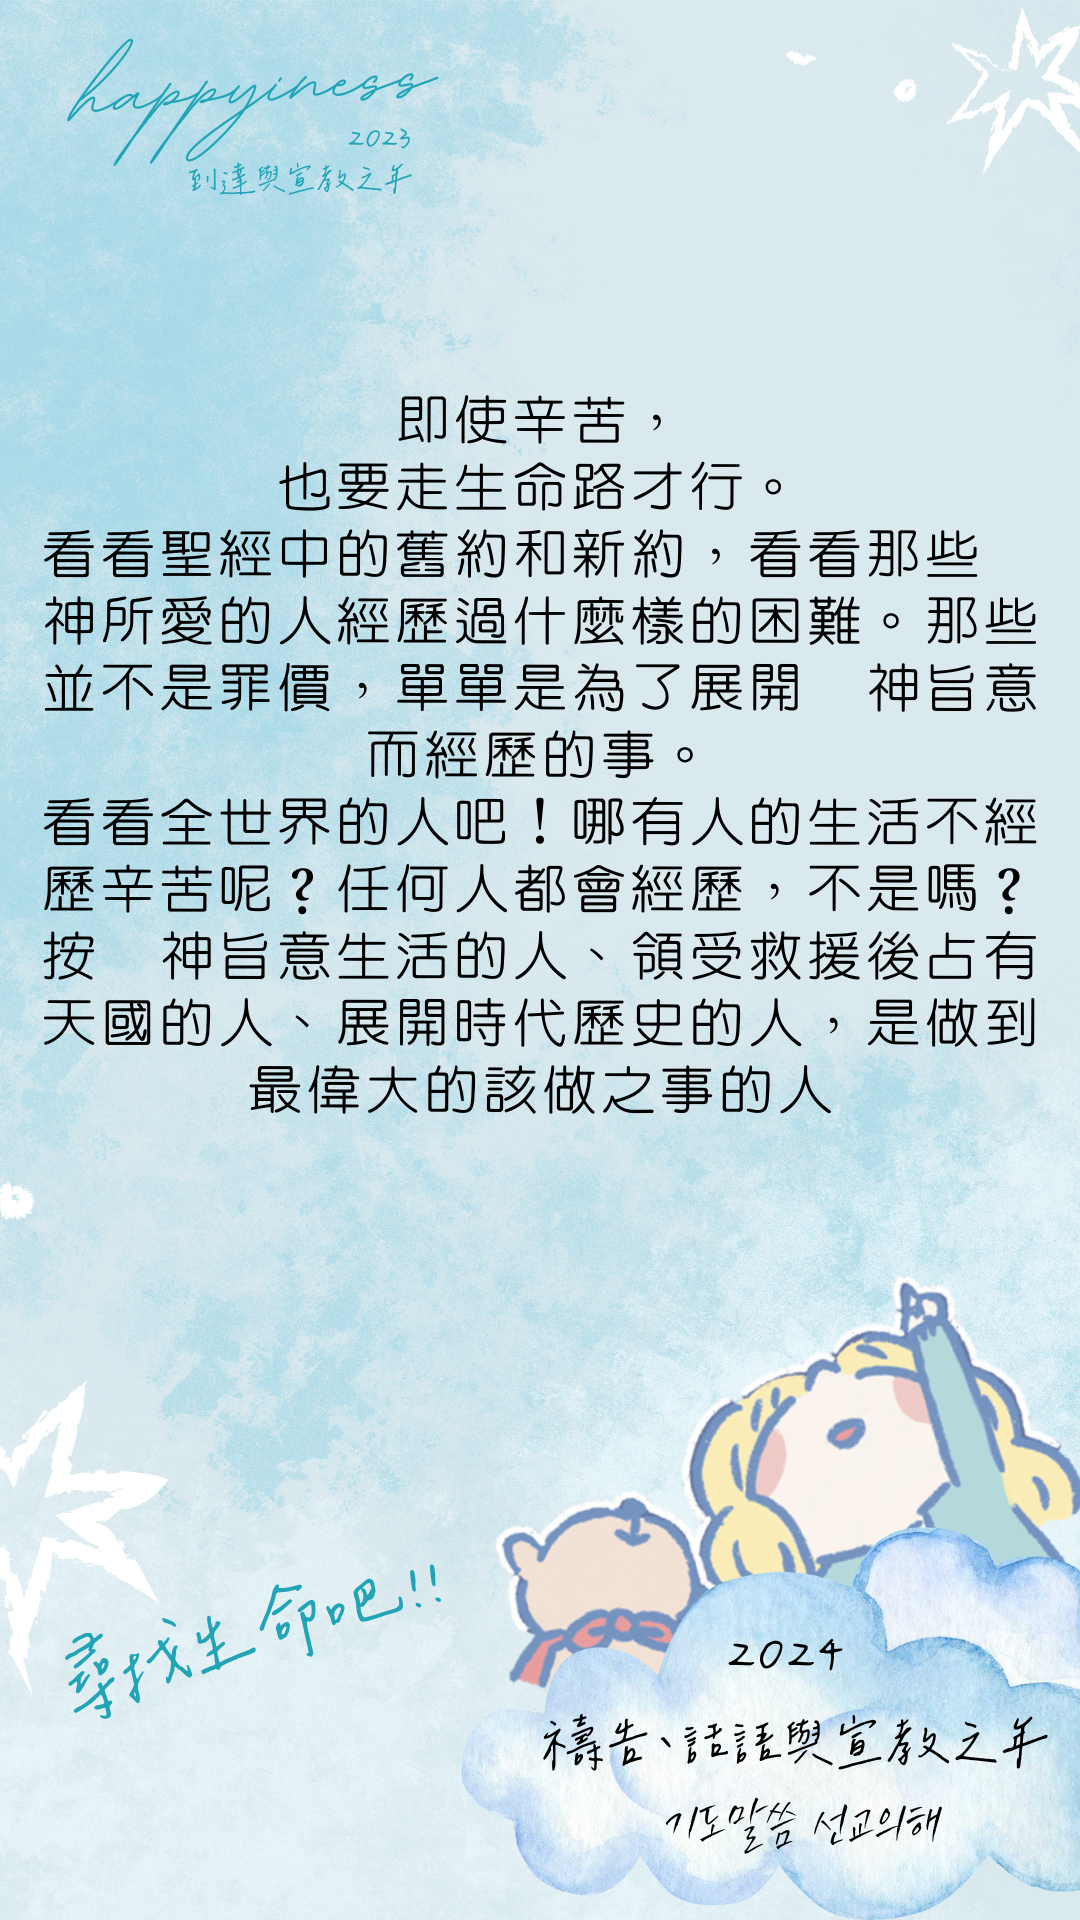 happyiness
2023
到達與宣教之年
即使辛苦，
也要走生命路才行。
看看聖經中的舊約和新約，看看那些
神所愛的人經歷過什麼樣的困難。那些
並不是罪價，單單是為了展開　神旨意
而經歷的事。
看看全世界的人吧！哪有人的生活不經
歷辛苦呢？任何人都會經歷，不是嗎？
按　神旨意生活的人、領受救援後占有
天國的人、展開時代歷史的人，是做到
最偉大的該做之事的人
尋找生命吧!!
2024
禱告、話語與宣教之年
기도말씀 선교의해